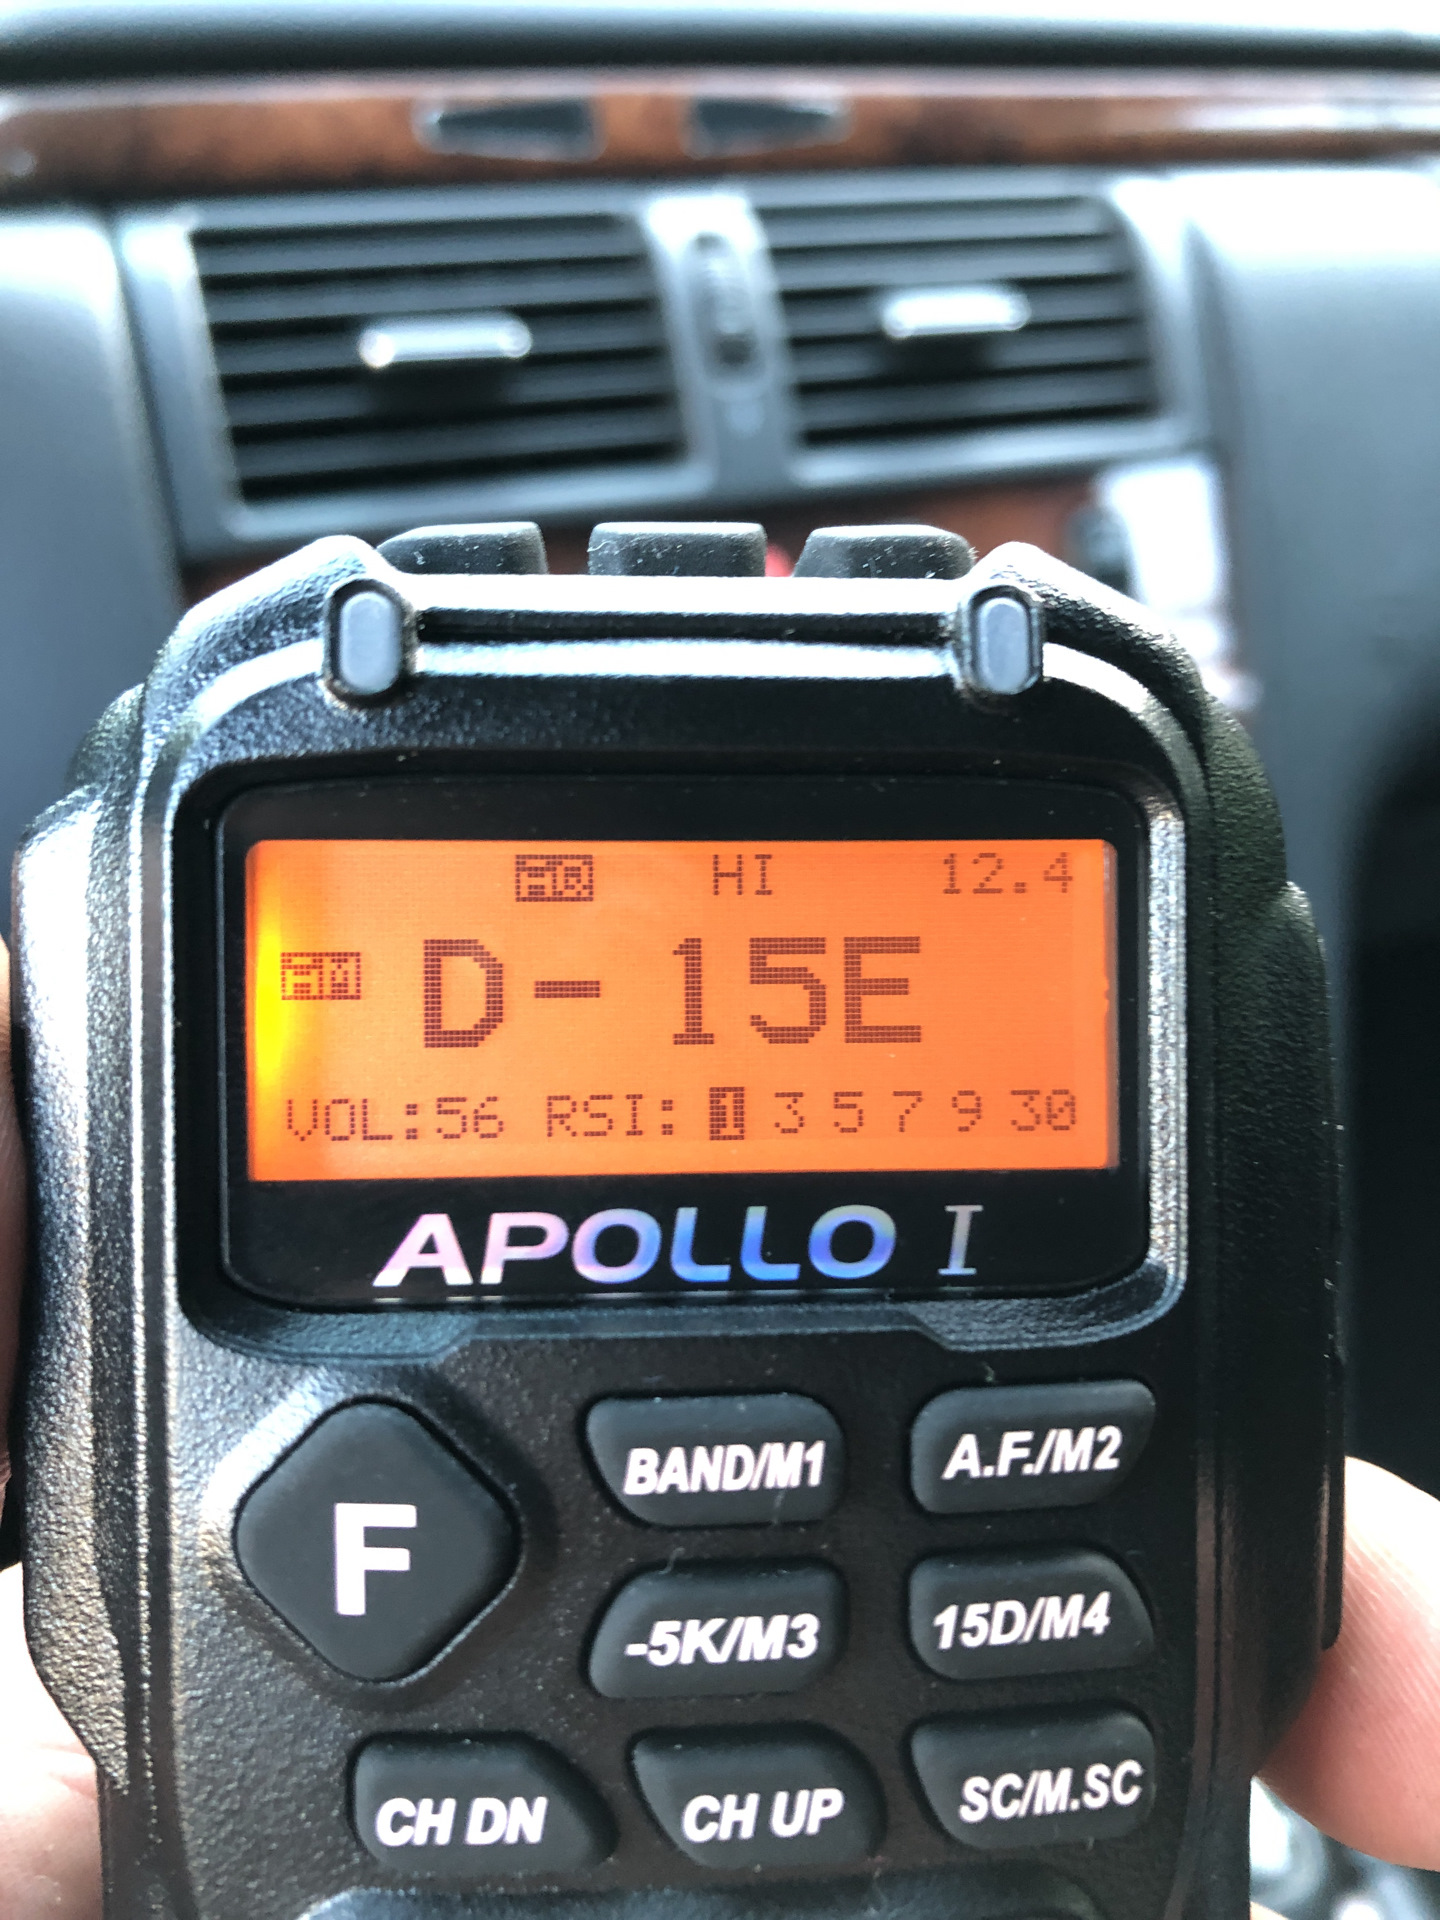 HI 12.4
D-15E
VOL:56 RSI: 1 3 5 7 9 30
APOLLO I
F
BAND/M1 A.F./M2
-5K/M3 15D/M4
CH DN CH UP SC/M.SC